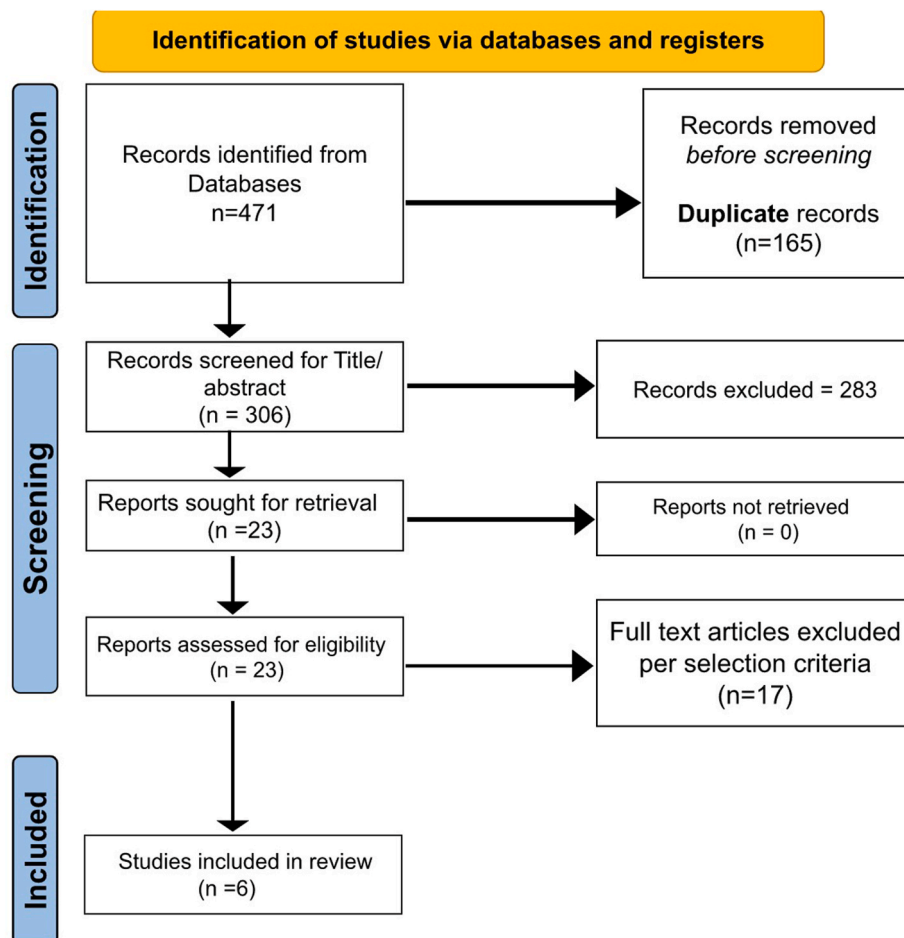 Identification of studies via databases and registers
Identification
Records identified from
Databases
n=471
Records removed
before screening
Duplicate records
(n=165)
Screening
Records screened for Title/
abstract
(n = 306)
Records excluded = 283
Reports sought for retrieval
(n =23)
Reports not retrieved
(n = 0)
Reports assessed for eligibility
(n = 23)
Full text articles excluded
per selection criteria
(n=17)
Included
Studies included in review
(n =6)